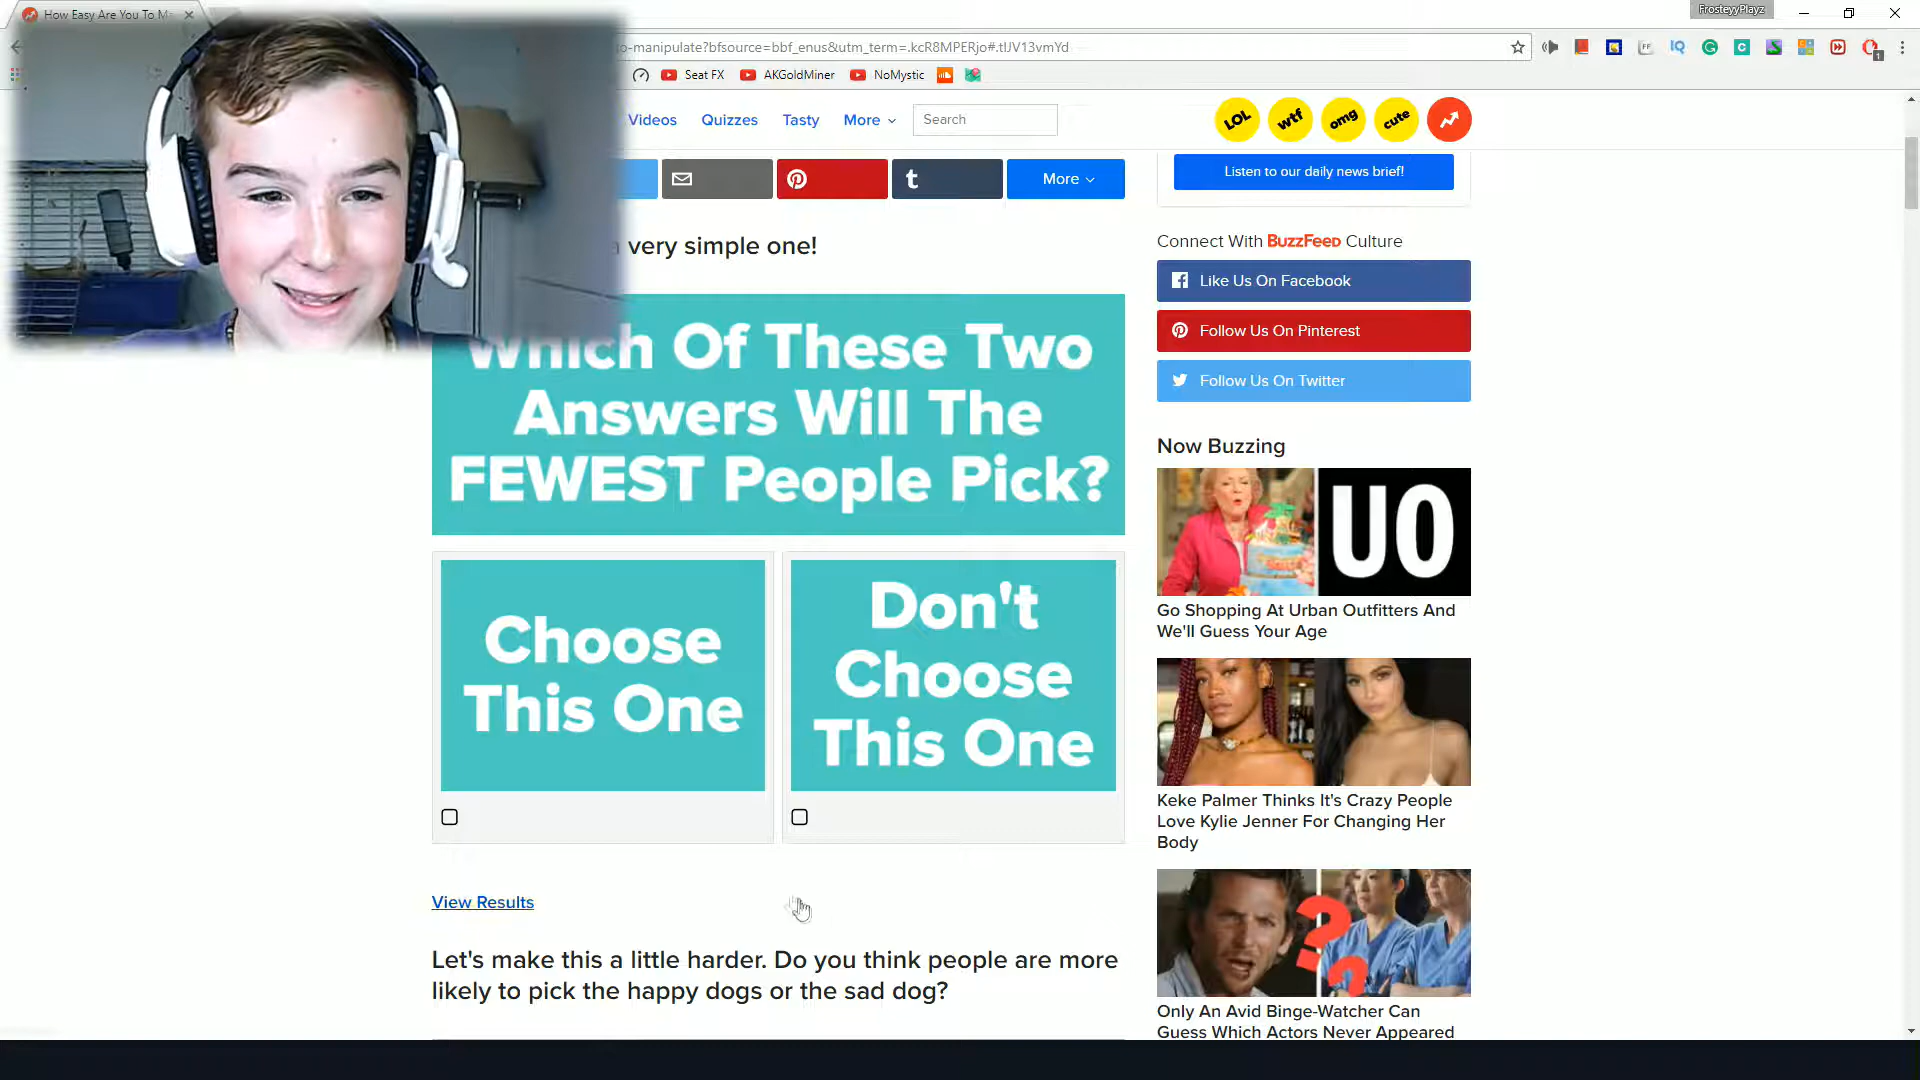 How Easy Are You To M
FrosteyyPlayz
o-manipulate?bfsource=bbf_enus&utm_term=.kcR8MPERjo#.tlJV13vmYd
Seat FX
AKGoldMiner
NoMystic
Videos
Quizzes
Tasty
More
Search
LOL
wtf
omg
cute
More
Listen to our daily news brief!
very simple one!
Connect With BuzzFeed Culture
Like Us On Facebook
Follow Us On Pinterest
Follow Us On Twitter
Which Of These Two
Answers Will The
FEWEST People Pick?
Choose
This One
Don't
Choose
This One
View Results
Let's make this a little harder. Do you think people are more
likely to pick the happy dogs or the sad dog?
Now Buzzing
UO
Go Shopping At Urban Outfitters And
We'll Guess Your Age
Keke Palmer Thinks It's Crazy People
Love Kylie Jenner For Changing Her
Body
Only An Avid Binge-Watcher Can
Guess Which Actors Never Appeared